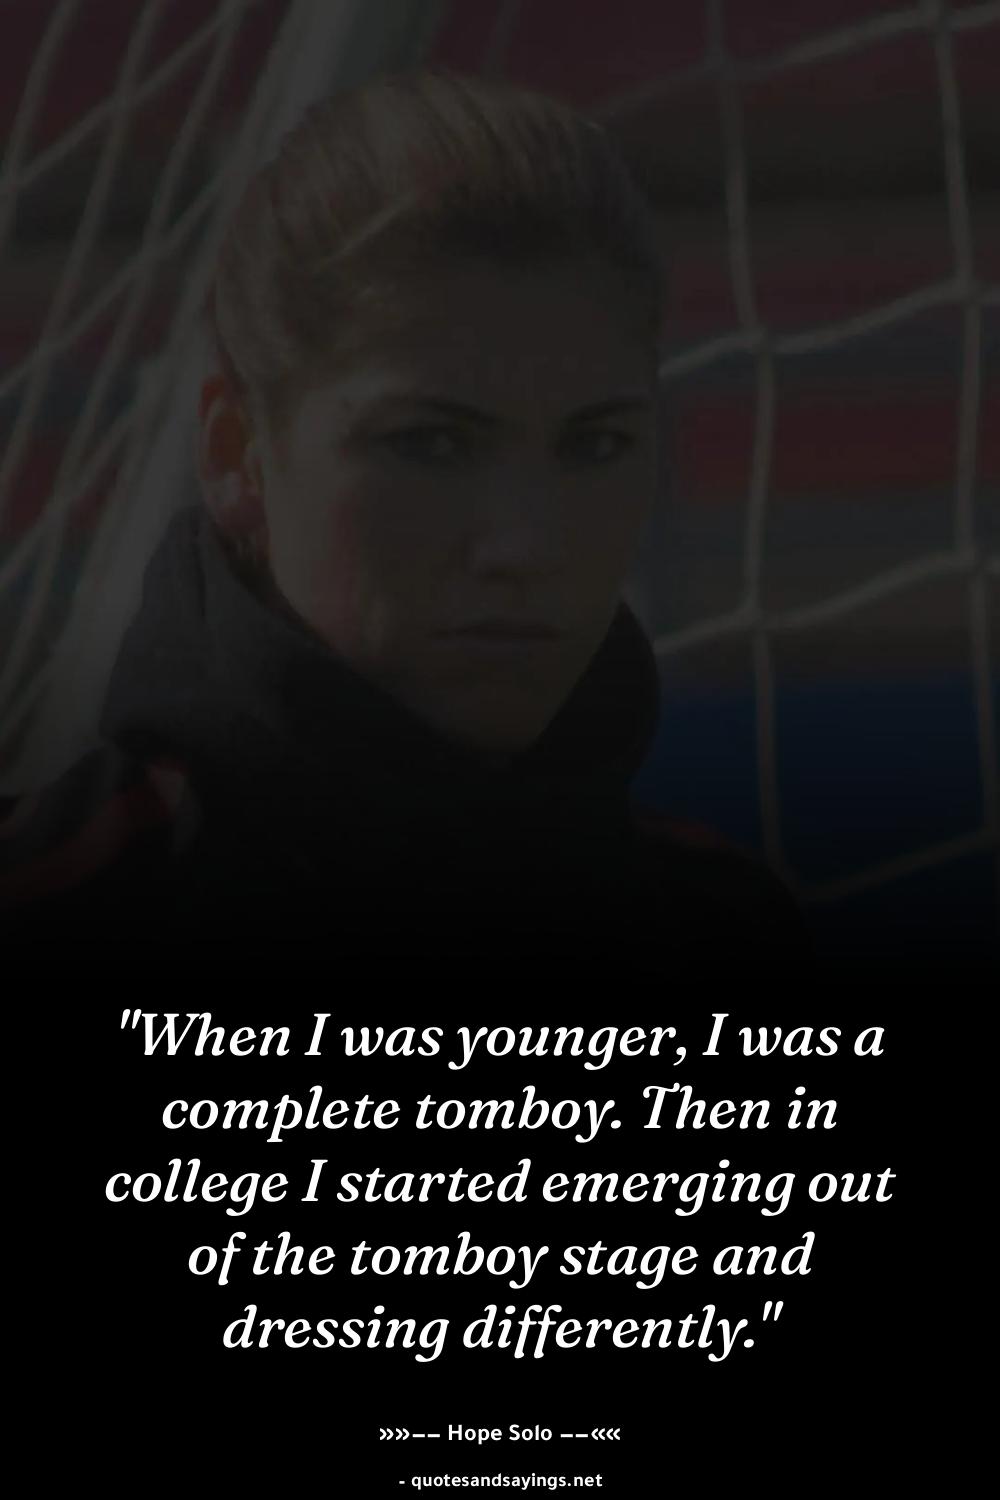 "When I was younger, I was a
complete tomboy. Then in
college I started emerging out
of the tomboy stage and
dressing differently."
»»−− Hope Solo −−««
- quotesandsayings.net